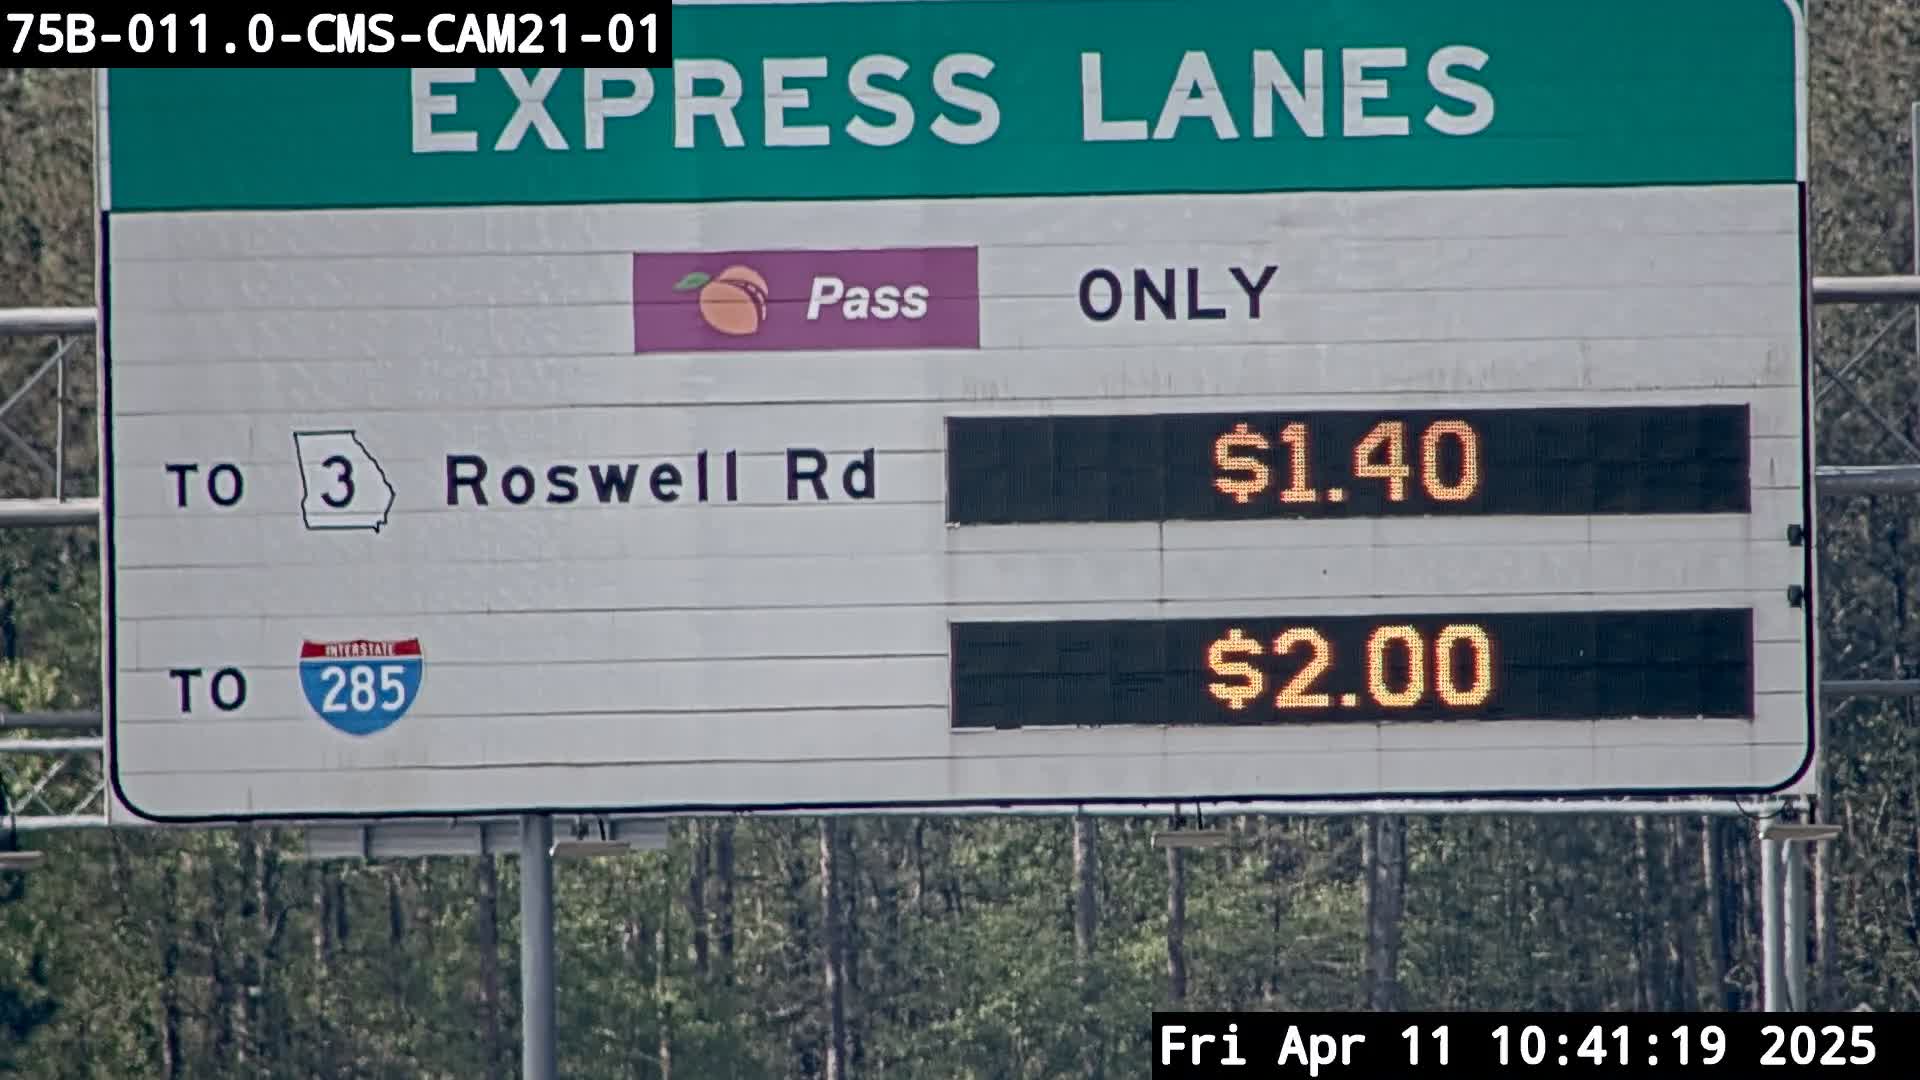 75B-011.0-CMS-CAM21-01
EXPRESS LANES
Pass ONLY
TO 3 Roswell Rd $1.40
INTERSTATE
TO 285 $2.00
Fri Apr 11 10:41:19 2025